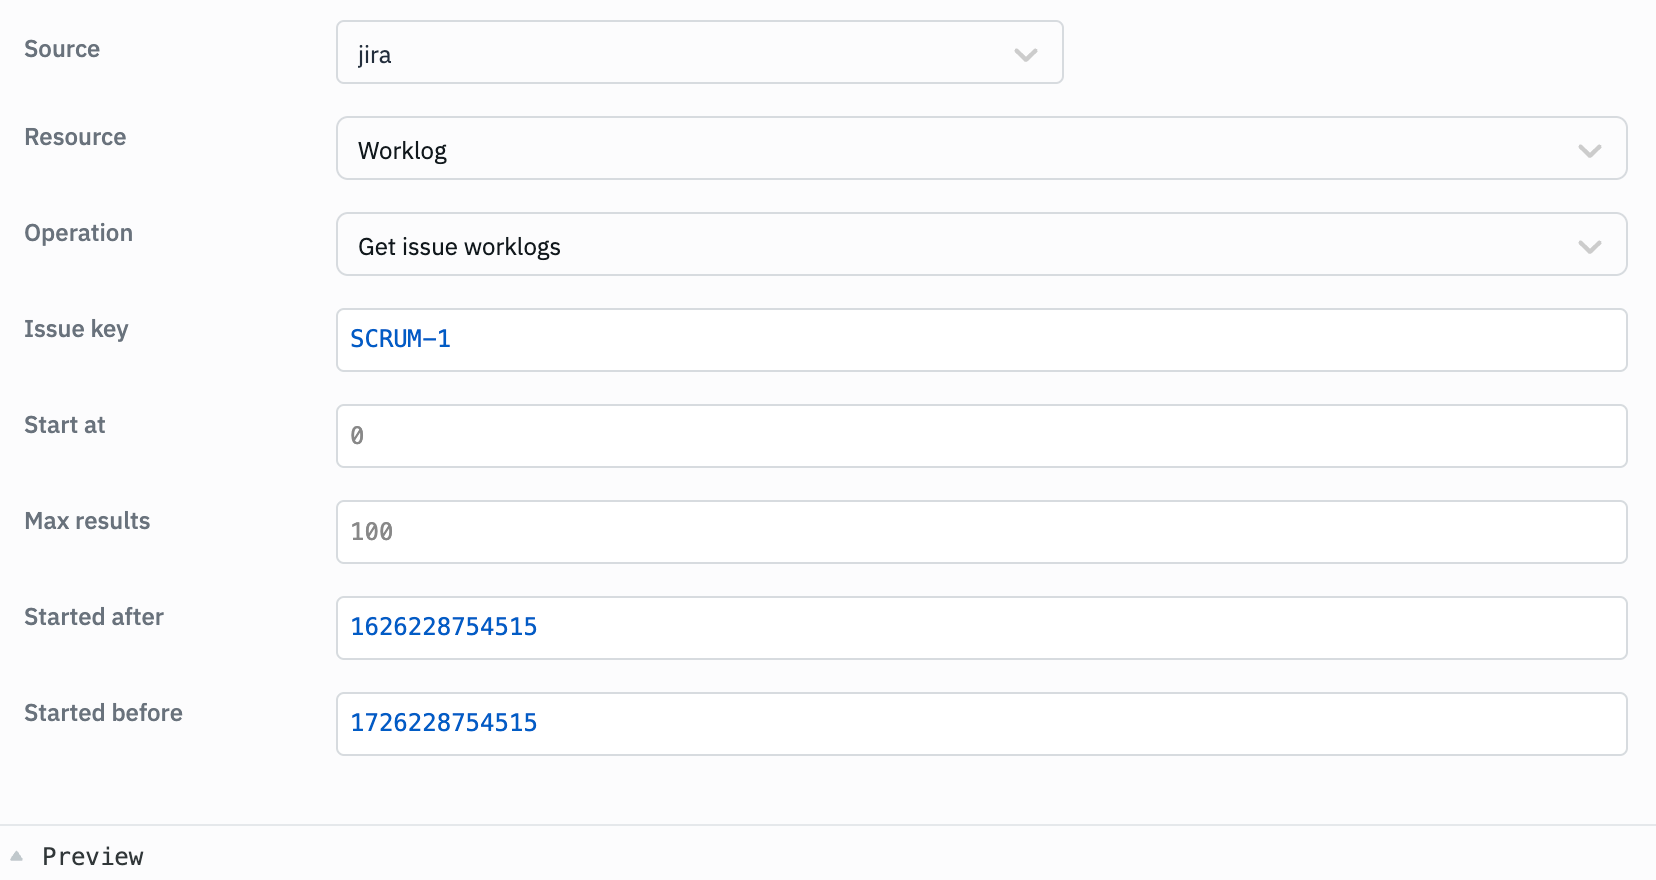 Source
jira
Resource
Worklog
Operation
Get issue worklogs
Issue key
SCRUM-1
Start at
0
Max results
100
Started after
1626228754515
Started before
1726228754515
Preview